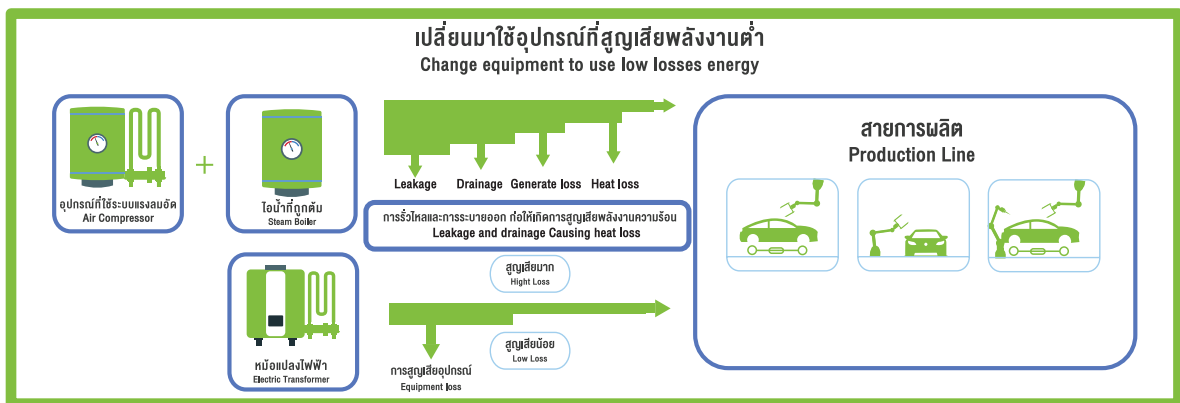 เปลี่ยนมาใช้อุปกรณ์ที่สูญเสียพลังงานต่ำ
Change equipment to use low losses energy
อุปกรณ์ที่ใช้ระบบแรงลมอัด
Air Compressor
+
ไอน้ำที่ถูกต้ม
Steam Boiler
Leakage
Drainage
Generate loss
Heat loss
การรั่วไหลและการระบายออก ก่อให้เกิดการสูญเสียพลังงานความร้อน
Leakage and drainage Causing heat loss
สูญเสียมาก
Hight Loss
หม้อแปลงไฟฟ้า
Electric Transformer
การสูญเสียอุปกรณ์
Equipment loss
สูญเสียน้อย
Low Loss
สายการผลิต
Production Line